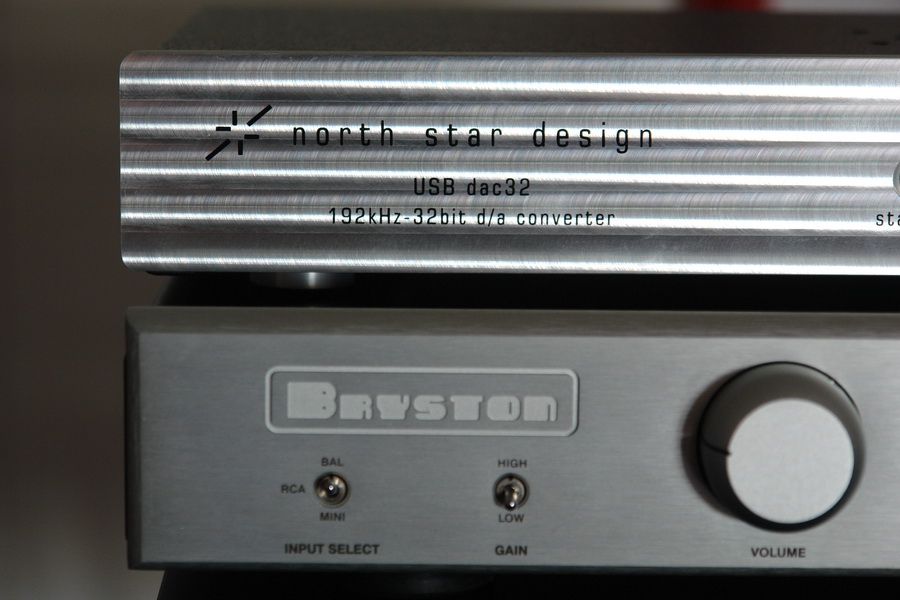 north star design
USB dac32
192kHz-32bit d/a converter
BRYSTON
BAL
RCA
MINI
INPUT SELECT
HIGH
LOW
GAIN
VOLUME